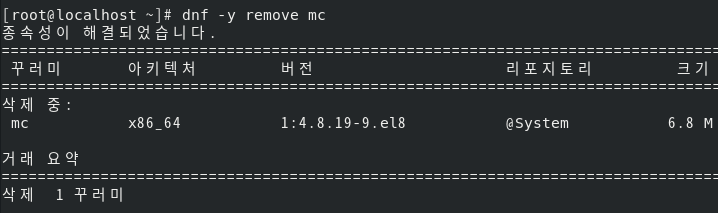 [root@localhost ~]# dnf -y remove mc
종속성이 해결되었습니다.
================================================================================
꾸러미 아키텍처 버전 리포지토리 크기
================================================================================
삭제 중:
mc x86_64 1:4.8.19-9.el8 @System 6.8 M
거래 요약
================================================================================
삭제 1 꾸러미